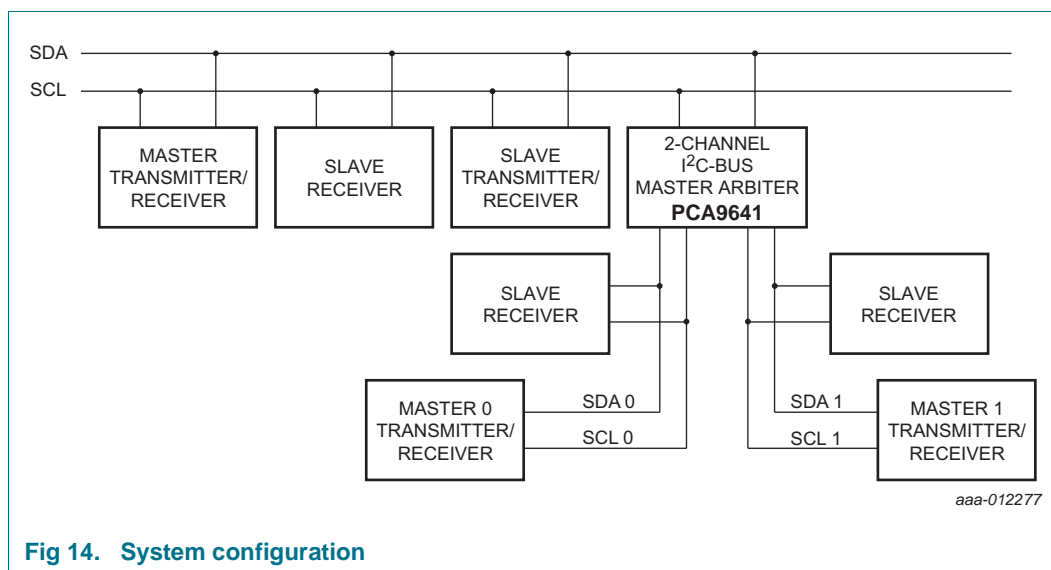 SDA
SCL
MASTER
TRANSMITTER/
RECEIVER
SLAVE
RECEIVER
SLAVE
TRANSMITTER/
RECEIVER
2-CHANNEL
I²C-BUS
MASTER ARBITER
PCA9641
SLAVE
RECEIVER
SLAVE
RECEIVER
MASTER 0
TRANSMITTER/
RECEIVER
SDA 0
SCL 0
SDA 1
SCL 1
MASTER 1
TRANSMITTER/
RECEIVER
aaa-012277
Fig 14. System configuration